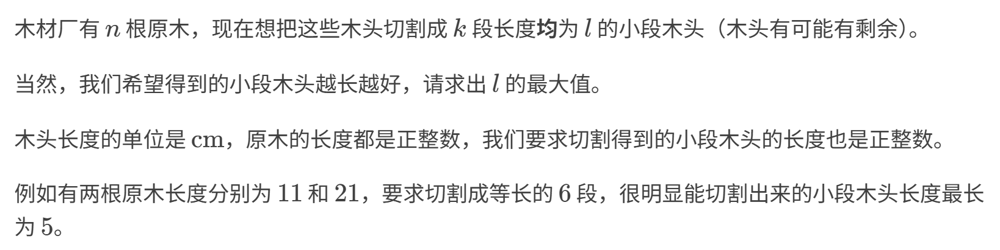 木材厂有 n 根原木，现在想把这些木头切割成 k 段长度均为 l 的小段木头（木头有可能有剩余）。
当然，我们希望得到的小段木头越长越好，请求出 l 的最大值。
木头长度的单位是 cm，原木的长度都是正整数，我们要求切割得到的小段木头的长度也是正整数。
例如有两根原木长度分别为 11 和 21，要求切割成等长的 6 段，很明显能切割出来的小段木头长度最长
为 5。